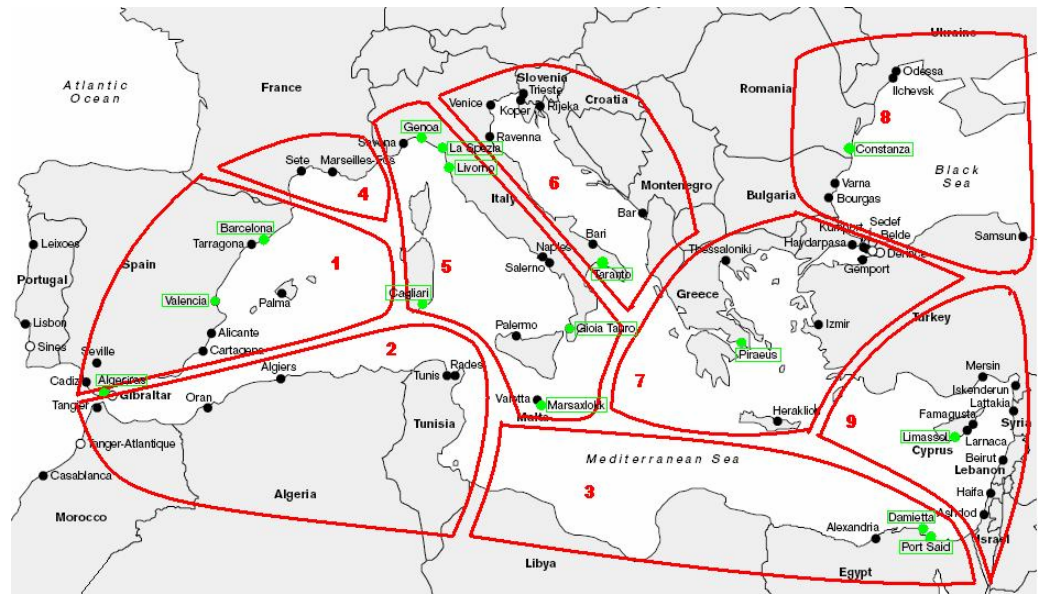 Ukraine
Atlantic
Ocean
France
Slovenia
Trieste
Croatia
Venice
Koper
Rijeka
Romania
Odessa
Ilchevsk
8
Genoa
Savona
Ravenna
La Spezia
Constanza
Sete
Marseilles-Fos
Livorno
Black
Sea
4
6
Italy
Montenegro
Varna
Bulgaria
Bourgas
Bar
Barcelona
Leixoes
Tarragona
Bari
Sedef
Kumport
Belde
Samsun
Haydarpasa
Derince
Thessaloniki
Gemport
Naples
Salerno
Taranto
Portugal
Spain
1
5
Valencia
Palma
Cagliari
Greece
Lisbon
Sines
Alicante
Cartagena
Palermo
Gioia Tauro
Izmir
Turkey
Piraeus
2
Seville
Cadiz
Algeciras
Gibraltar
Algiers
Tunis
Rades
7
Mersin
Iskenderun
Tangier
Oran
Valetta
Marsaxlokk
Malta
Heraklion
Lattakia
Famagusta
Syria
Tunisia
9
Tanger-Atlantique
Limassol
Larnaca
Cyprus
Beirut
Lebanon
Mediterranean Sea
Casablanca
3
Haifa
Algeria
Ashdod
Morocco
Damietta
Alexandria
Port Said
Israel
Libya
Egypt